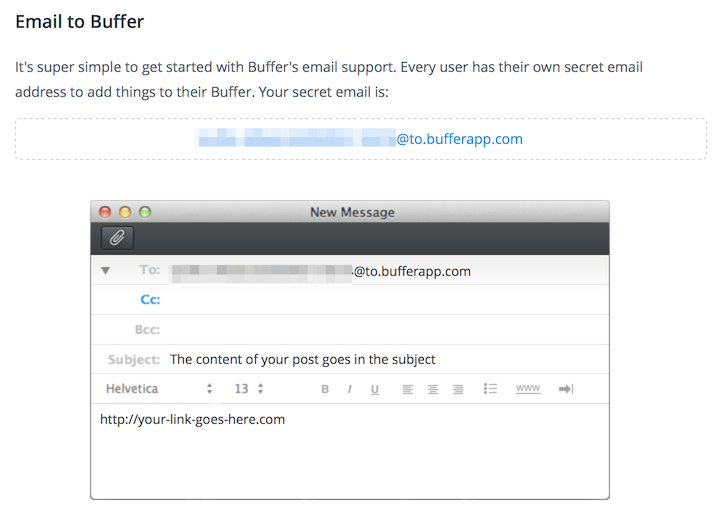 Email to Buffer
It's super simple to get started with Buffer's email support. Every user has their own secret email
address to add things to their Buffer. Your secret email is:
@to.bufferapp.com
New Message
To: @to.bufferapp.com
Cc:
Bcc:
Subject: The content of your post goes in the subject
Helvetica 13 B I U www
http://your-link-goes-here.com